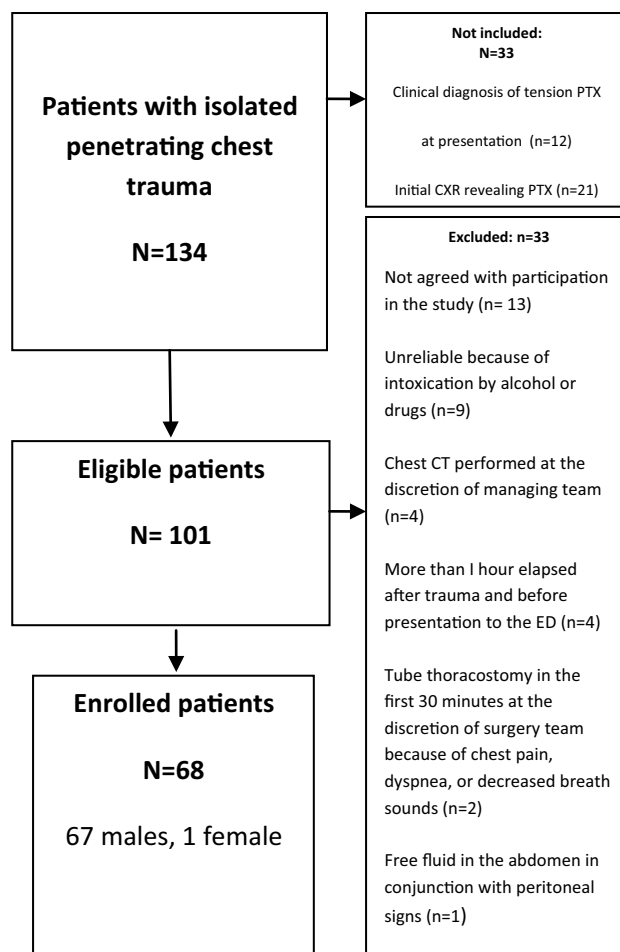 Patients with isolated
penetrating chest
trauma
N=134
Not included:
N=33
Clinical diagnosis of tension PTX
at presentation (n=12)
Initial CXR revealing PTX (n=21)
Excluded: n=33
Not agreed with participation
in the study (n= 13)
Unreliable because of
intoxication by alcohol or
drugs (n=9)
Chest CT performed at the
discretion of managing team
(n=4)
More than I hour elapsed
after trauma and before
presentation to the ED (n=4)
Tube thoracostomy in the
first 30 minutes at the
discretion of surgery team
because of chest pain,
dyspnea, or decreased breath
sounds (n=2)
Free fluid in the abdomen in
conjunction with peritoneal
signs (n=1)
Eligible patients
N= 101
Enrolled patients
N=68
67 males, 1 female